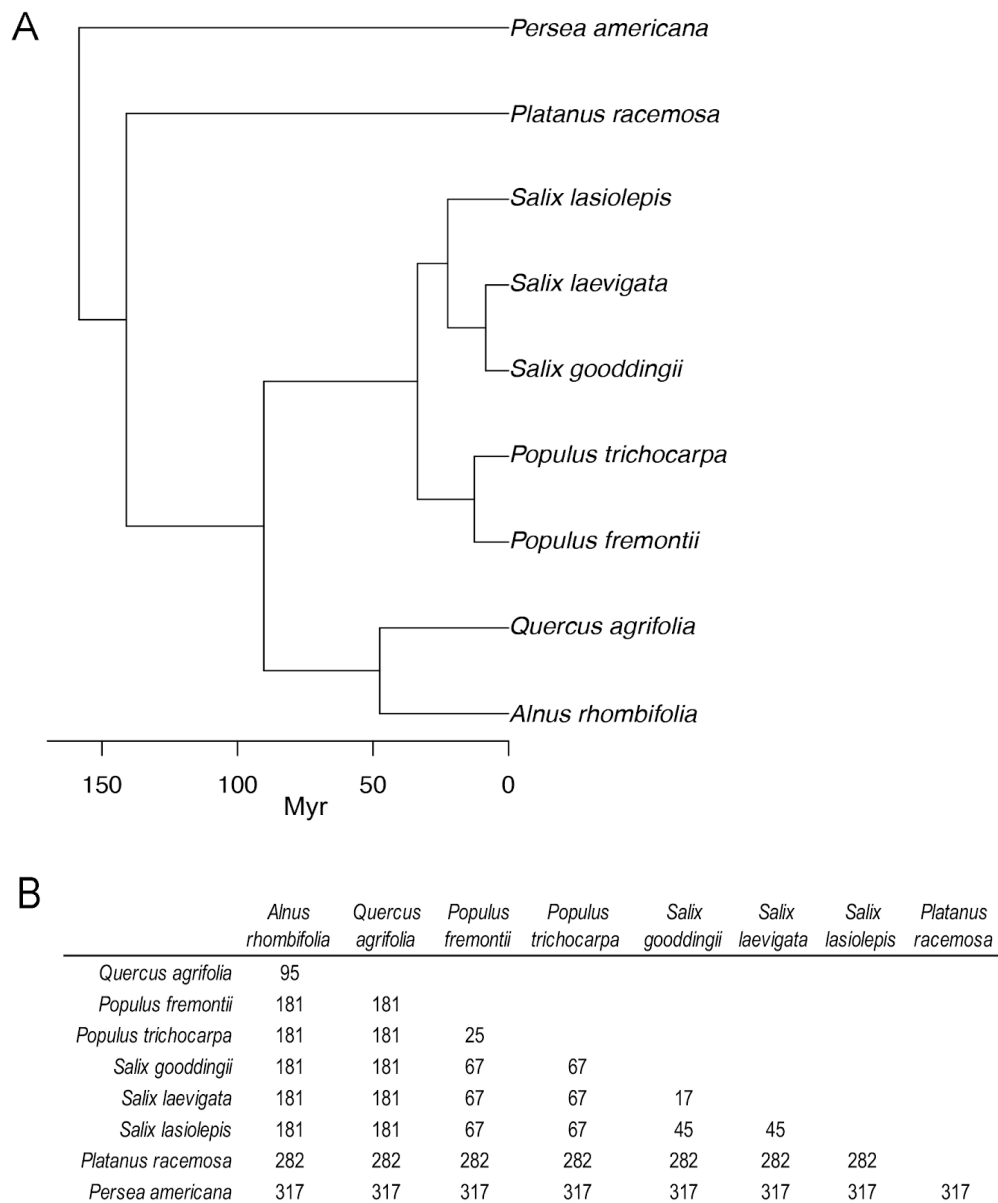 A
Persea americana
Platanus racemosa
Salix lasiolepis
Salix laevigata
Salix gooddingii
Populus trichocarpa
Populus fremontii
Quercus agrifolia
Alnus rhombifolia
150 100 50 0
Myr
B
Alnus Quercus Populus Populus Salix Salix Salix Platanus
rhombifolia agrifolia fremontii trichocarpa gooddingii laevigata lasiolepis racemosa
Quercus agrifolia 95
Populus fremontii 181 181
Populus trichocarpa 181 181 25
Salix gooddingii 181 181 67 67
Salix laevigata 181 181 67 67 17
Salix lasiolepis 181 181 67 67 45 45
Platanus racemosa 282 282 282 282 282 282 282
Persea americana 317 317 317 317 317 317 317 317